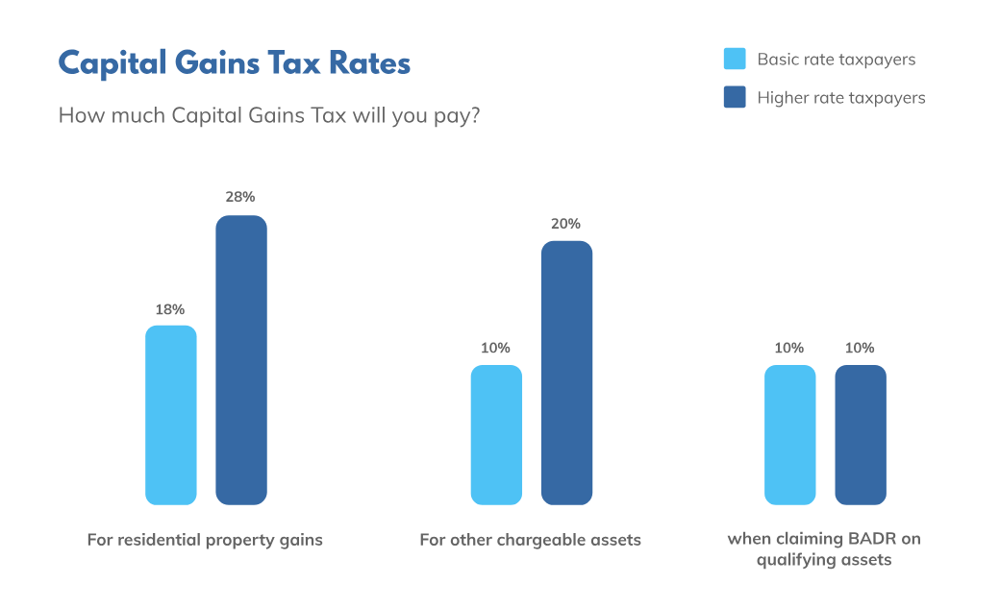 Capital Gains Tax Rates
How much Capital Gains Tax will you pay?
Basic rate taxpayers
Higher rate taxpayers
28%
18%
20%
10%
10%
10%
For residential property gains
For other chargeable assets
when claiming BADR on
qualifying assets